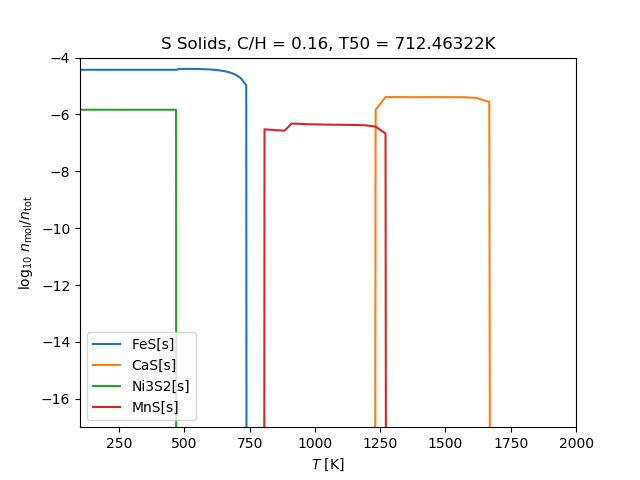 S Solids, C/H = 0.16, T50 = 712.46322K
−4
−6
−8
−10
−12
−14
−16
log₁₀ n_mol/n_tot
FeS[s]
CaS[s]
Ni3S2[s]
MnS[s]
250 500 750 1000 1250 1500 1750 2000
T [K]